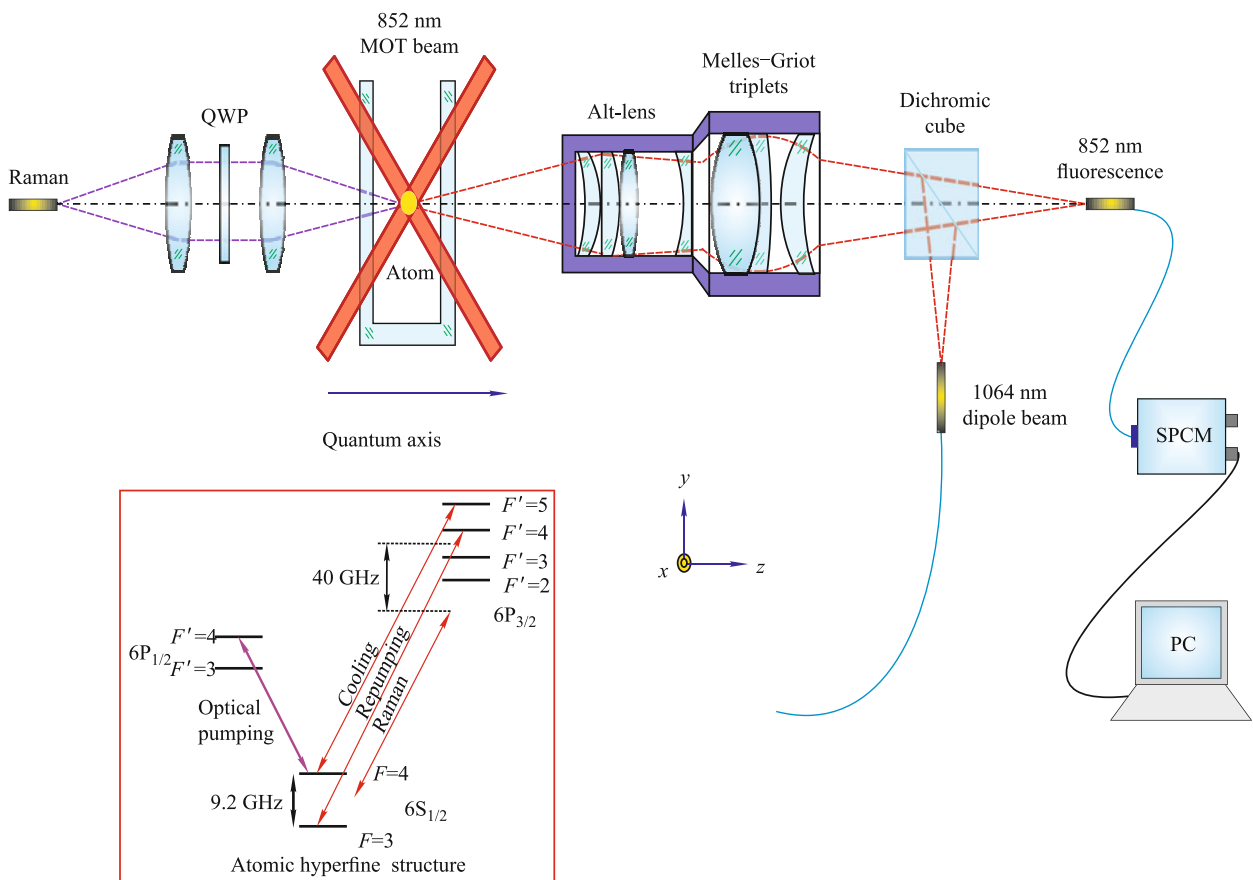 852 nm
MOT beam
Melles−Griot
triplets
QWP
Alt-lens
Dichromic
cube
852 nm
fluorescence
Raman
Atom
1064 nm
dipole beam
SPCM
Quantum axis
y
x
z
PC
F′=5
F′=4
F′=3
F′=2
40 GHz
6P3/2
F′=4
6P1/2
F′=3
Cooling
Repumping
Raman
Optical
pumping
F=4
9.2 GHz
6S1/2
F=3
Atomic hyperfine structure